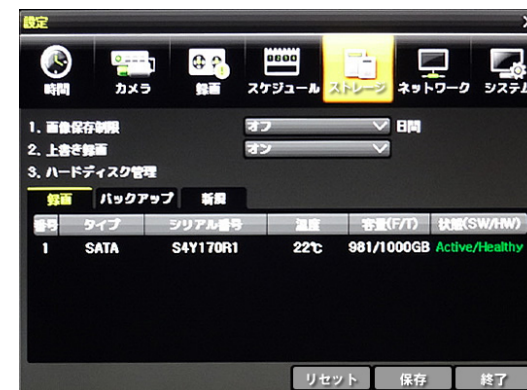 設定
時間 カメラ 録画 スケジュール ストレージ ネットワーク システム
1. 画像保存制限 オフ 日間
2. 上書き録画 オン
3. ハードディスク管理
録画 バックアップ 新規
番号 タイプ シリアル番号 温度 容量(F/T) 状態(SW/HW)
1 SATA S4Y170R1 22℃ 981/1000GB Active/Healthy
リセット 保存 終了